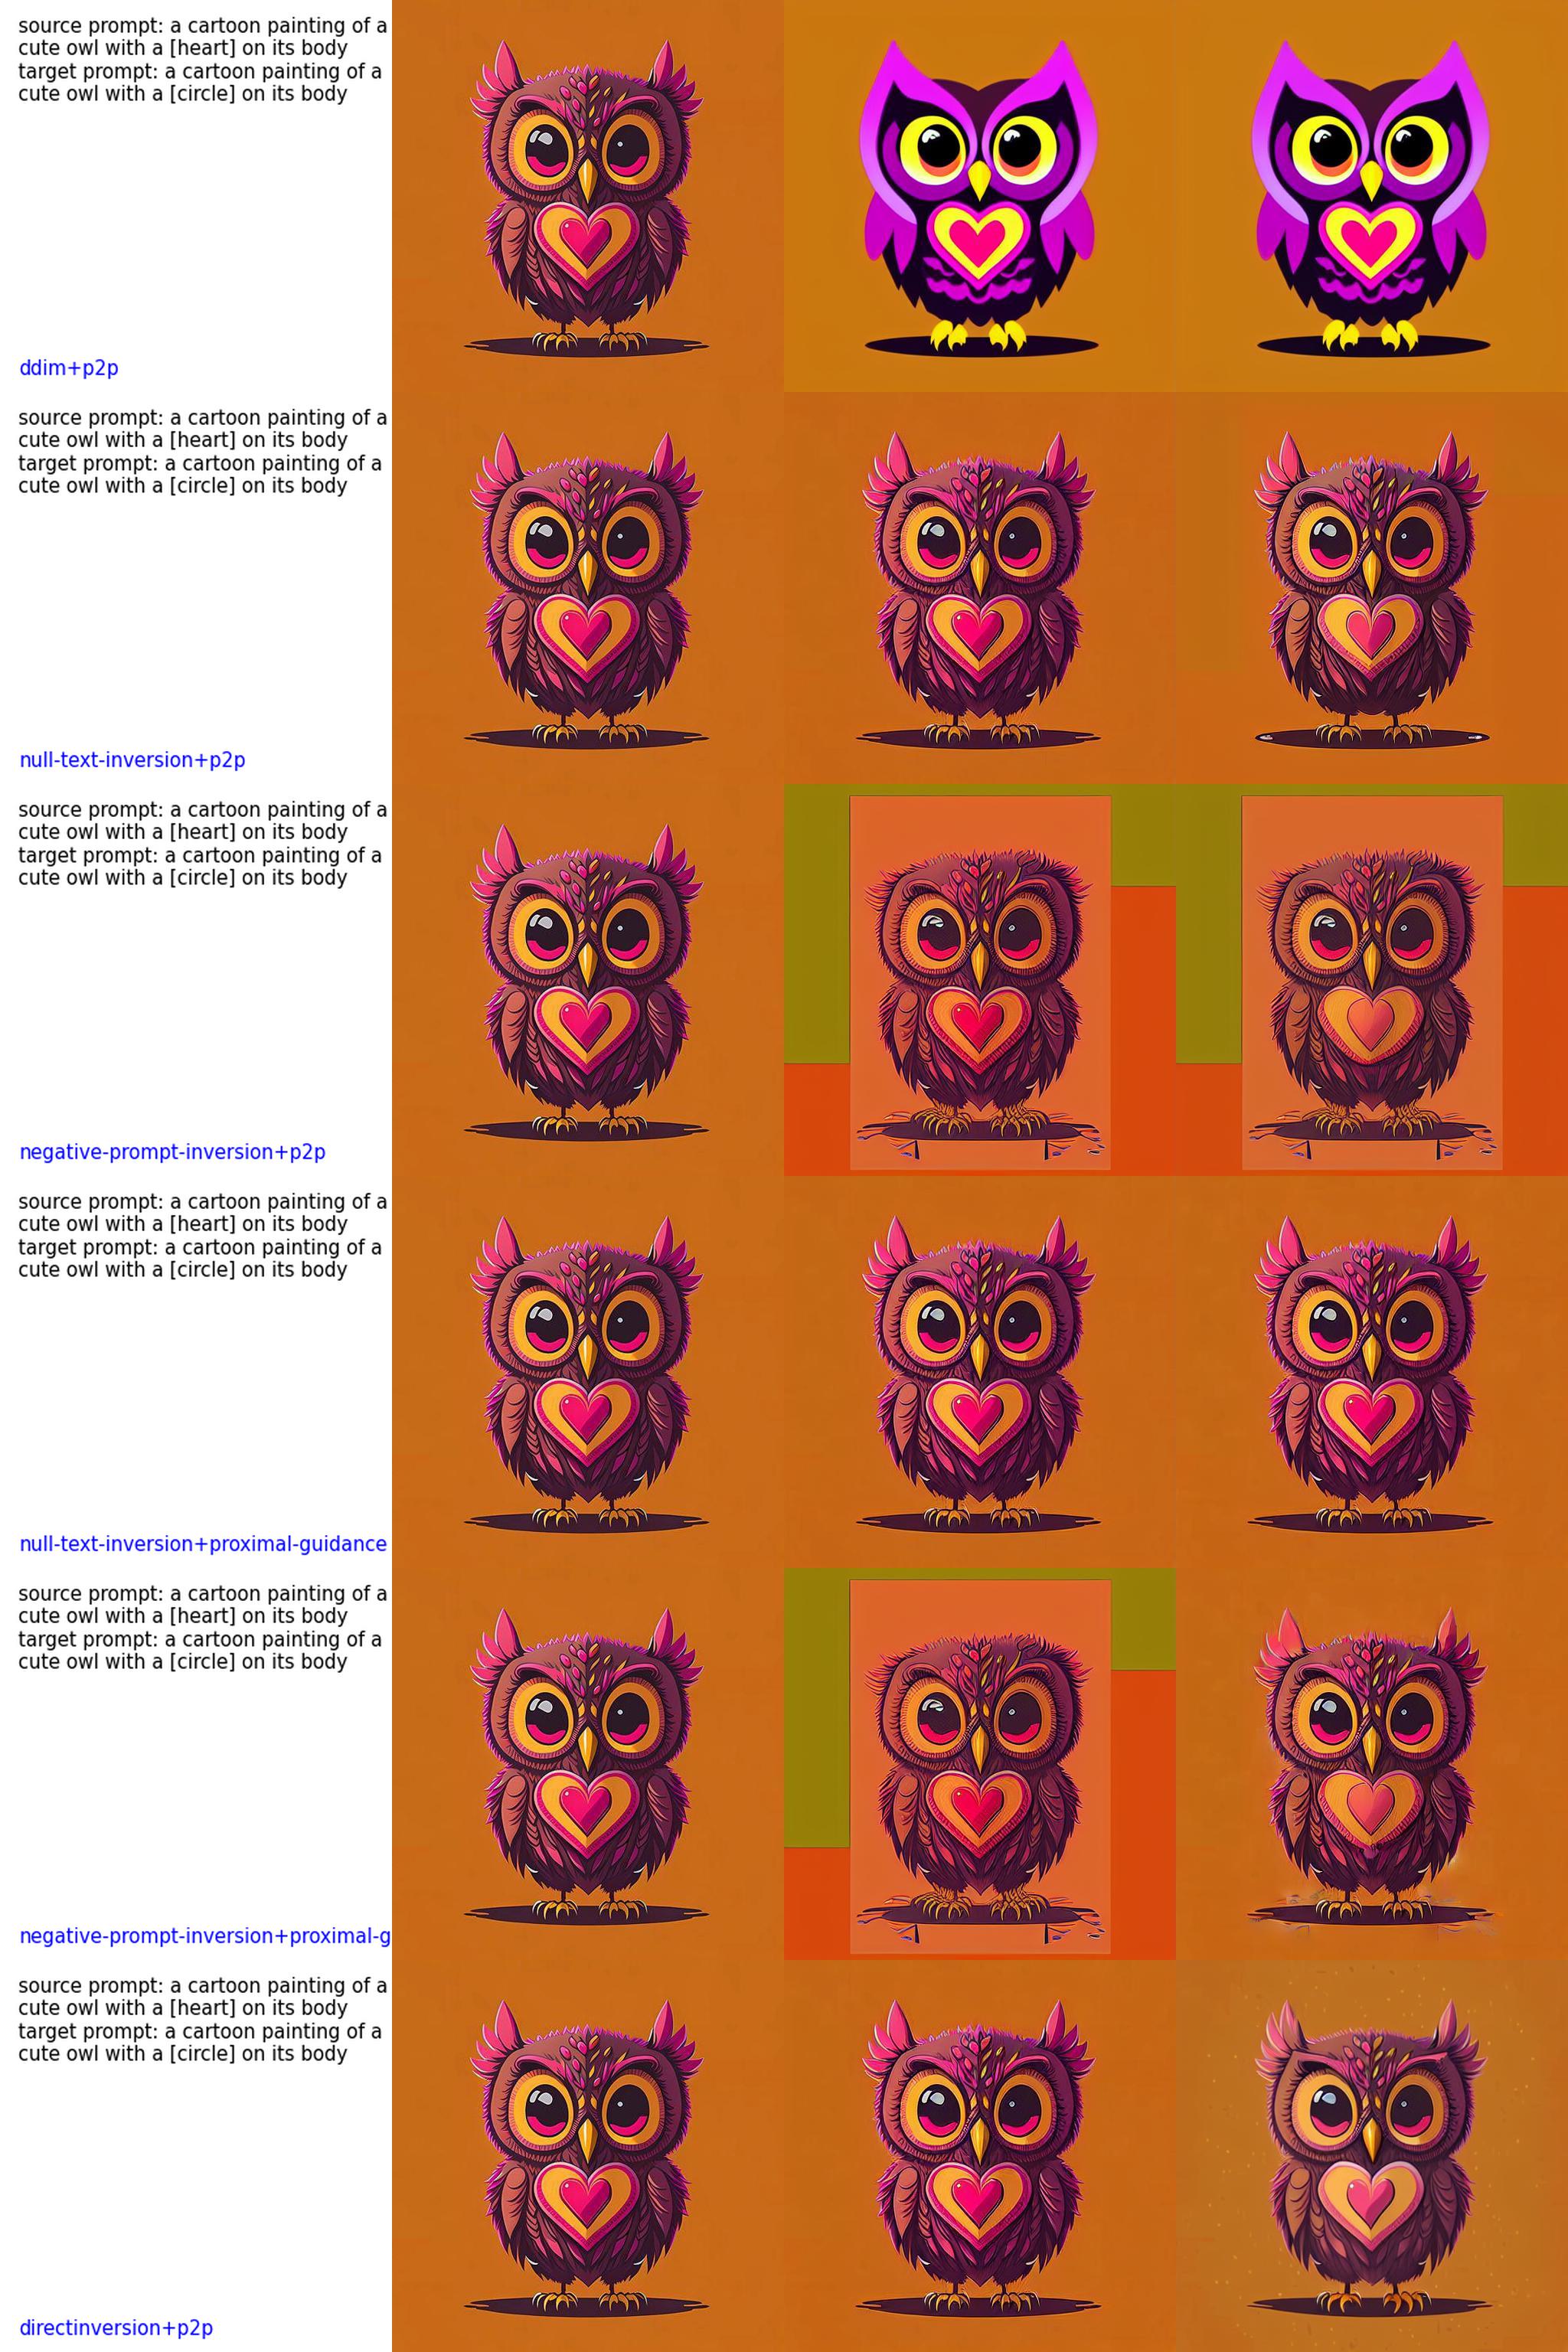 source prompt: a cartoon painting of a
cute owl with a [heart] on its body
target prompt: a cartoon painting of a
cute owl with a [circle] on its body
ddim+p2p
source prompt: a cartoon painting of a
cute owl with a [heart] on its body
target prompt: a cartoon painting of a
cute owl with a [circle] on its body
null-text-inversion+p2p
source prompt: a cartoon painting of a
cute owl with a [heart] on its body
target prompt: a cartoon painting of a
cute owl with a [circle] on its body
negative-prompt-inversion+p2p
source prompt: a cartoon painting of a
cute owl with a [heart] on its body
target prompt: a cartoon painting of a
cute owl with a [circle] on its body
null-text-inversion+proximal-guidance
source prompt: a cartoon painting of a
cute owl with a [heart] on its body
target prompt: a cartoon painting of a
cute owl with a [circle] on its body
negative-prompt-inversion+proximal-g
source prompt: a cartoon painting of a
cute owl with a [heart] on its body
target prompt: a cartoon painting of a
cute owl with a [circle] on its body
directinversion+p2p